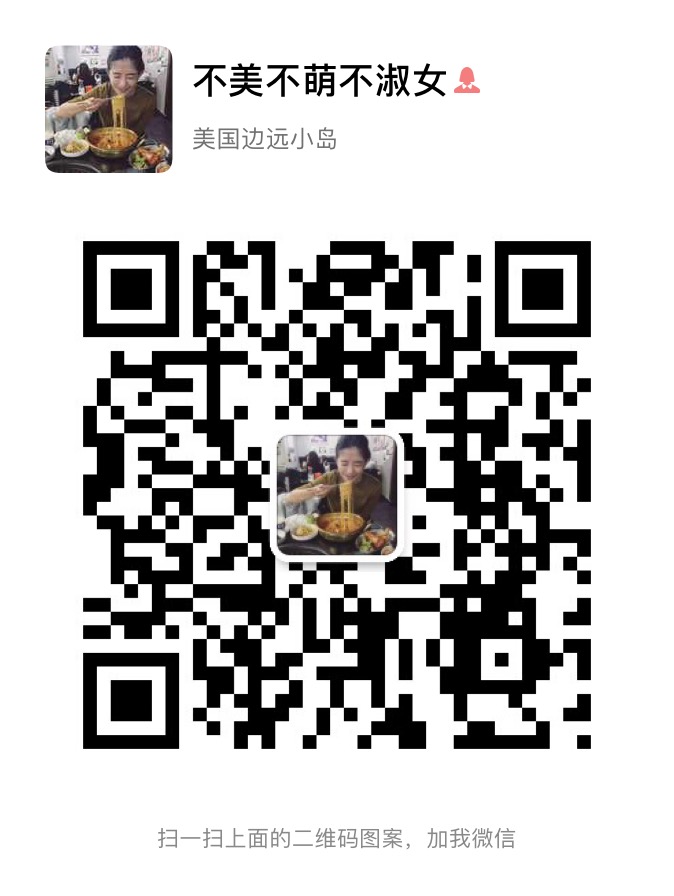 不美不萌不淑女
美国边远小岛
扫一扫上面的二维码图案，加我微信